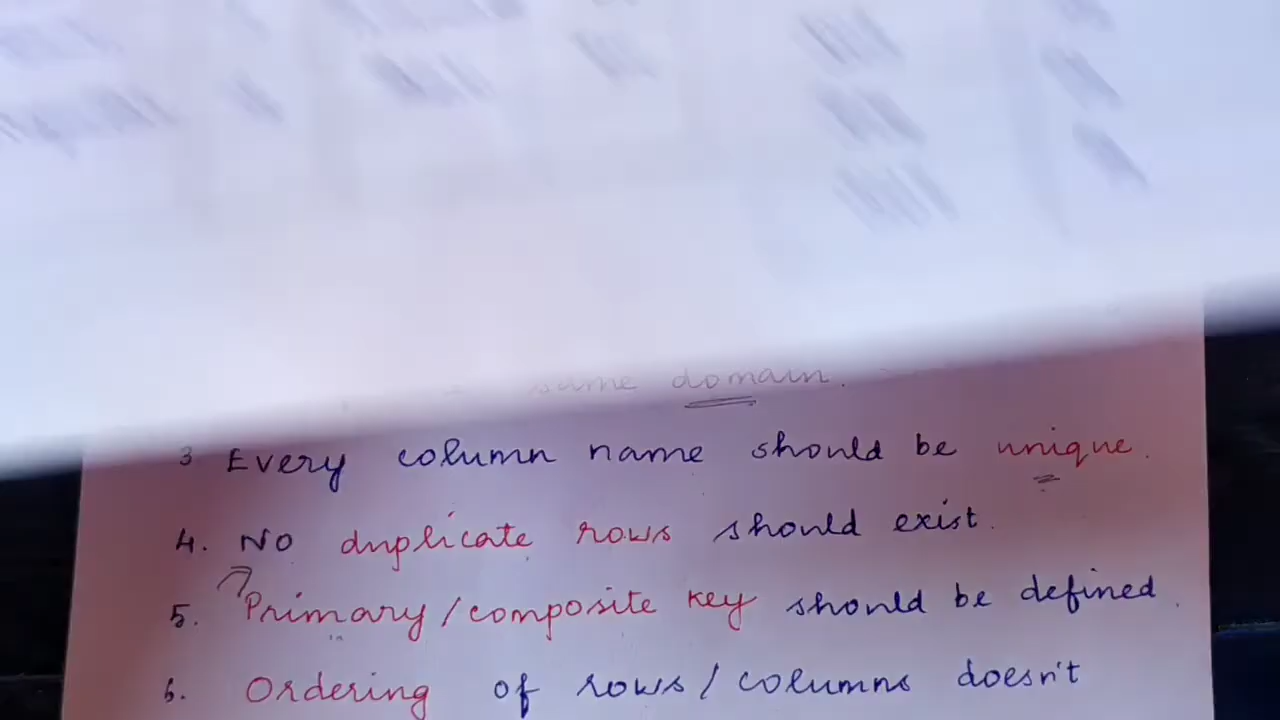 same domain.
3 Every column name should be unique.
4. No duplicate rows should exist.
5. Primary/composite key should be defined.
6. Ordering of rows/columns doesn't